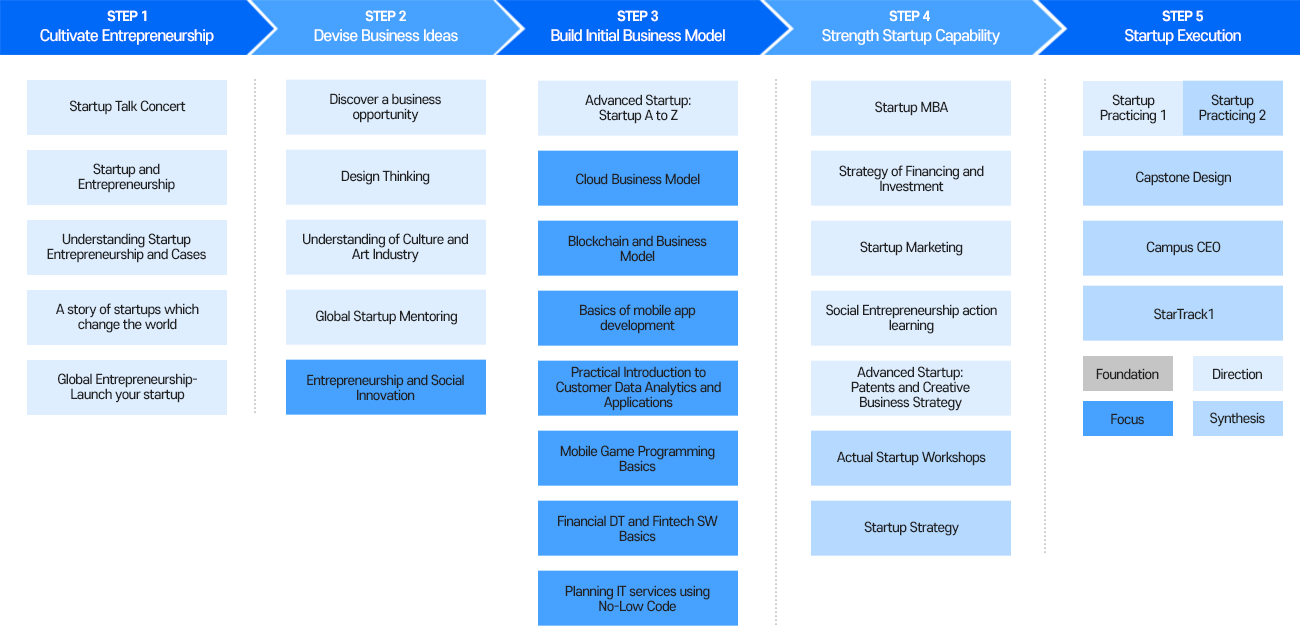 STEP 1
Cultivate Entrepreneurship
STEP 2
Devise Business Ideas
STEP 3
Build Initial Business Model
STEP 4
Strength Startup Capability
STEP 5
Startup Execution
Startup Talk Concert
Startup and
Entrepreneurship
Understanding Startup
Entrepreneurship and Cases
A story of startups which
change the world
Global Entrepreneurship-
Launch your startup
Discover a business
opportunity
Design Thinking
Understanding of Culture and
Art Industry
Global Startup Mentoring
Entrepreneurship and Social
Innovation
Advanced Startup:
Startup A to Z
Cloud Business Model
Blockchain and Business
Model
Basics of mobile app
development
Practical Introduction to
Customer Data Analytics and
Applications
Mobile Game Programming
Basics
Financial DT and Fintech SW
Basics
Planning IT services using
No-Low Code
Startup MBA
Strategy of Financing and
Investment
Startup Marketing
Social Entrepreneurship action
learning
Advanced Startup:
Patents and Creative
Business Strategy
Actual Startup Workshops
Startup Strategy
Startup
Practicing 1
Startup
Practicing 2
Capstone Design
Campus CEO
StarTrack1
Foundation
Direction
Focus
Synthesis